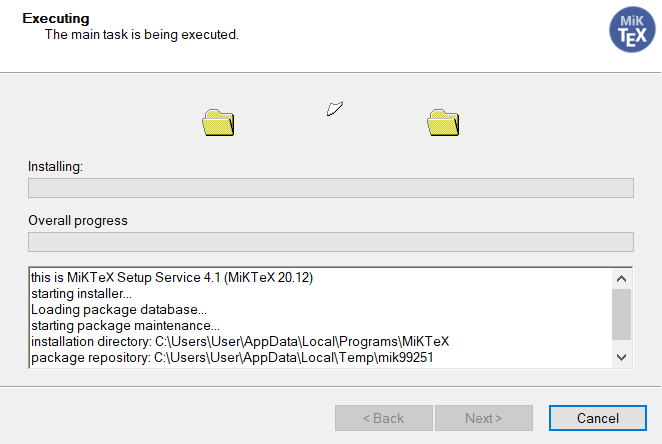 Executing
The main task is being executed.
MiK
TEX
Installing:
Overall progress
this is MiKTeX Setup Service 4.1 (MiKTeX 20.12)
starting installer...
Loading package database...
starting package maintenance...
installation directory: C:\Users\User\AppData\Local\Programs\MiKTeX
package repository: C:\Users\User\AppData\Local\Temp\mik99251
< Back
Next >
Cancel